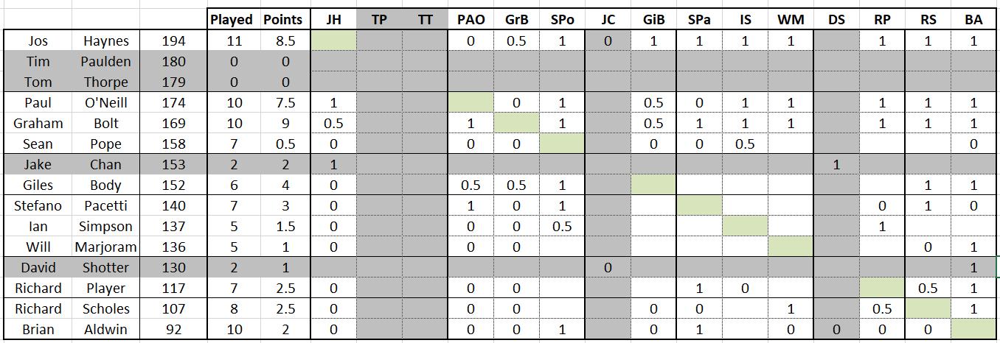 Played Points JH TP TT PAO GrB SPo JC GiB SPa IS WM DS RP RS BA
Jos Haynes 194 11 8.5 0 0.5 1 0 1 1 1 1 1 1 1
Tim Paulden 180 0 0
Tom Thorpe 179 0 0
Paul O'Neill 174 10 7.5 1 0 1 0.5 0 1 1 1 1 1
Graham Bolt 169 10 9 0.5 1 1 0.5 1 1 1 1 1 1
Sean Pope 158 7 0.5 0 0 0 0 0 0.5 0
Jake Chan 153 2 2 1 1
Giles Body 152 6 4 0 0.5 0.5 1 1 1
Stefano Pacetti 140 7 3 0 1 0 1 0 1 0
Ian Simpson 137 5 1.5 0 0 0 0.5 1
Will Marjoram 136 5 1 0 0 0 0 1
David Shotter 130 2 1 0 1
Richard Player 117 7 2.5 0 0 0 1 0 0.5 1
Richard Scholes 107 8 2.5 0 0 0 0 0 1 0.5 1
Brian Aldwin 92 10 2 0 0 0 1 0 1 0 0 0 0